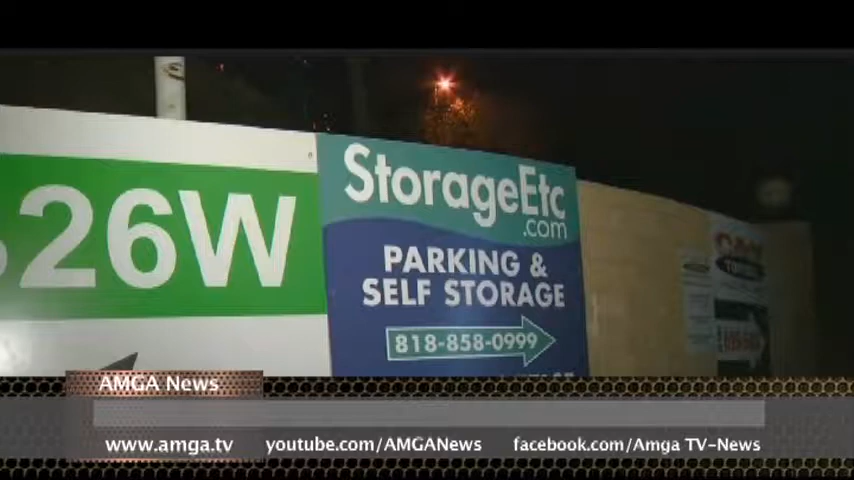 26W
StorageEtc
.com
PARKING &
SELF STORAGE
818-858-0999
AMGA News
www.amga.tv youtube.com/AMGANews facebook.com/Amga TV-News